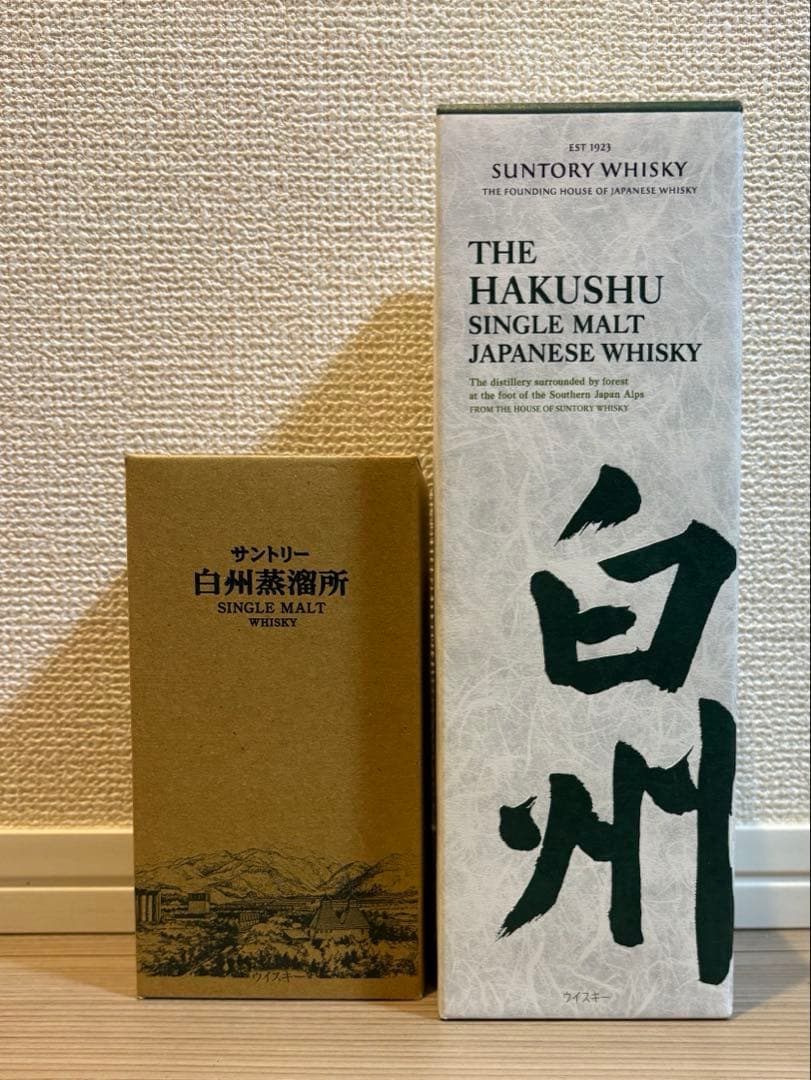 サントリー
白州蒸溜所
SINGLE MALT
WHISKY
ウイスキー
EST 1923
SUNTORY WHISKY
THE FOUNDING HOUSE OF JAPANESE WHISKY
THE
HAKUSHU
SINGLE MALT
JAPANESE WHISKY
The distillery surrounded by forest
at the foot of the Southern Japan Alps
FROM THE HOUSE OF SUNTORY WHISKY
白州
ウイスキー